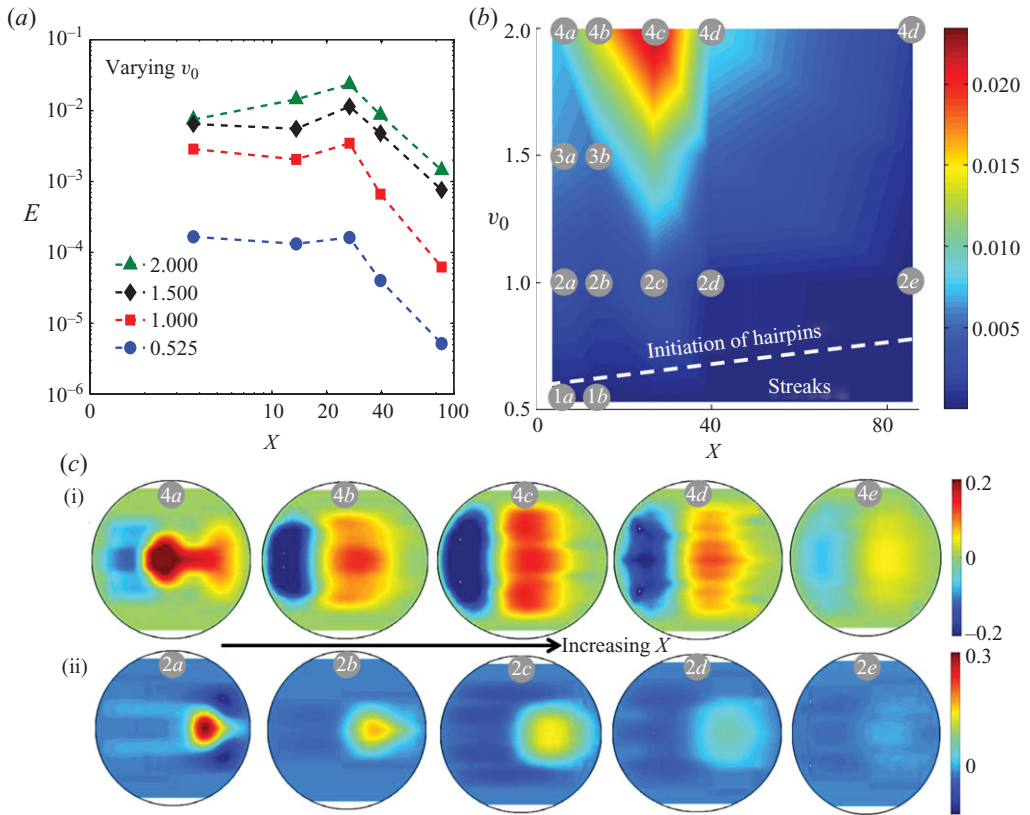 (a)
10⁻¹
Varying v₀
10⁻²
10⁻³
E
10⁻⁴
2.000
1.500
1.000
0.525
10⁻⁵
10⁻⁶
0 10 20 40 100
X
(b)
2.0
4a 4b 4c 4d 4d
0.020
1.5
3a 3b
0.015
v₀
1.0
2a 2b 2c 2d 2e
0.010
Initiation of hairpins
0.005
Streaks
1a 1b
0.5
0 40 80
X
(c)
(i)
4a 4b 4c 4d 4e
0.2
0
–0.2
Increasing X
(ii)
2a 2b 2c 2d 2e
0.3
0